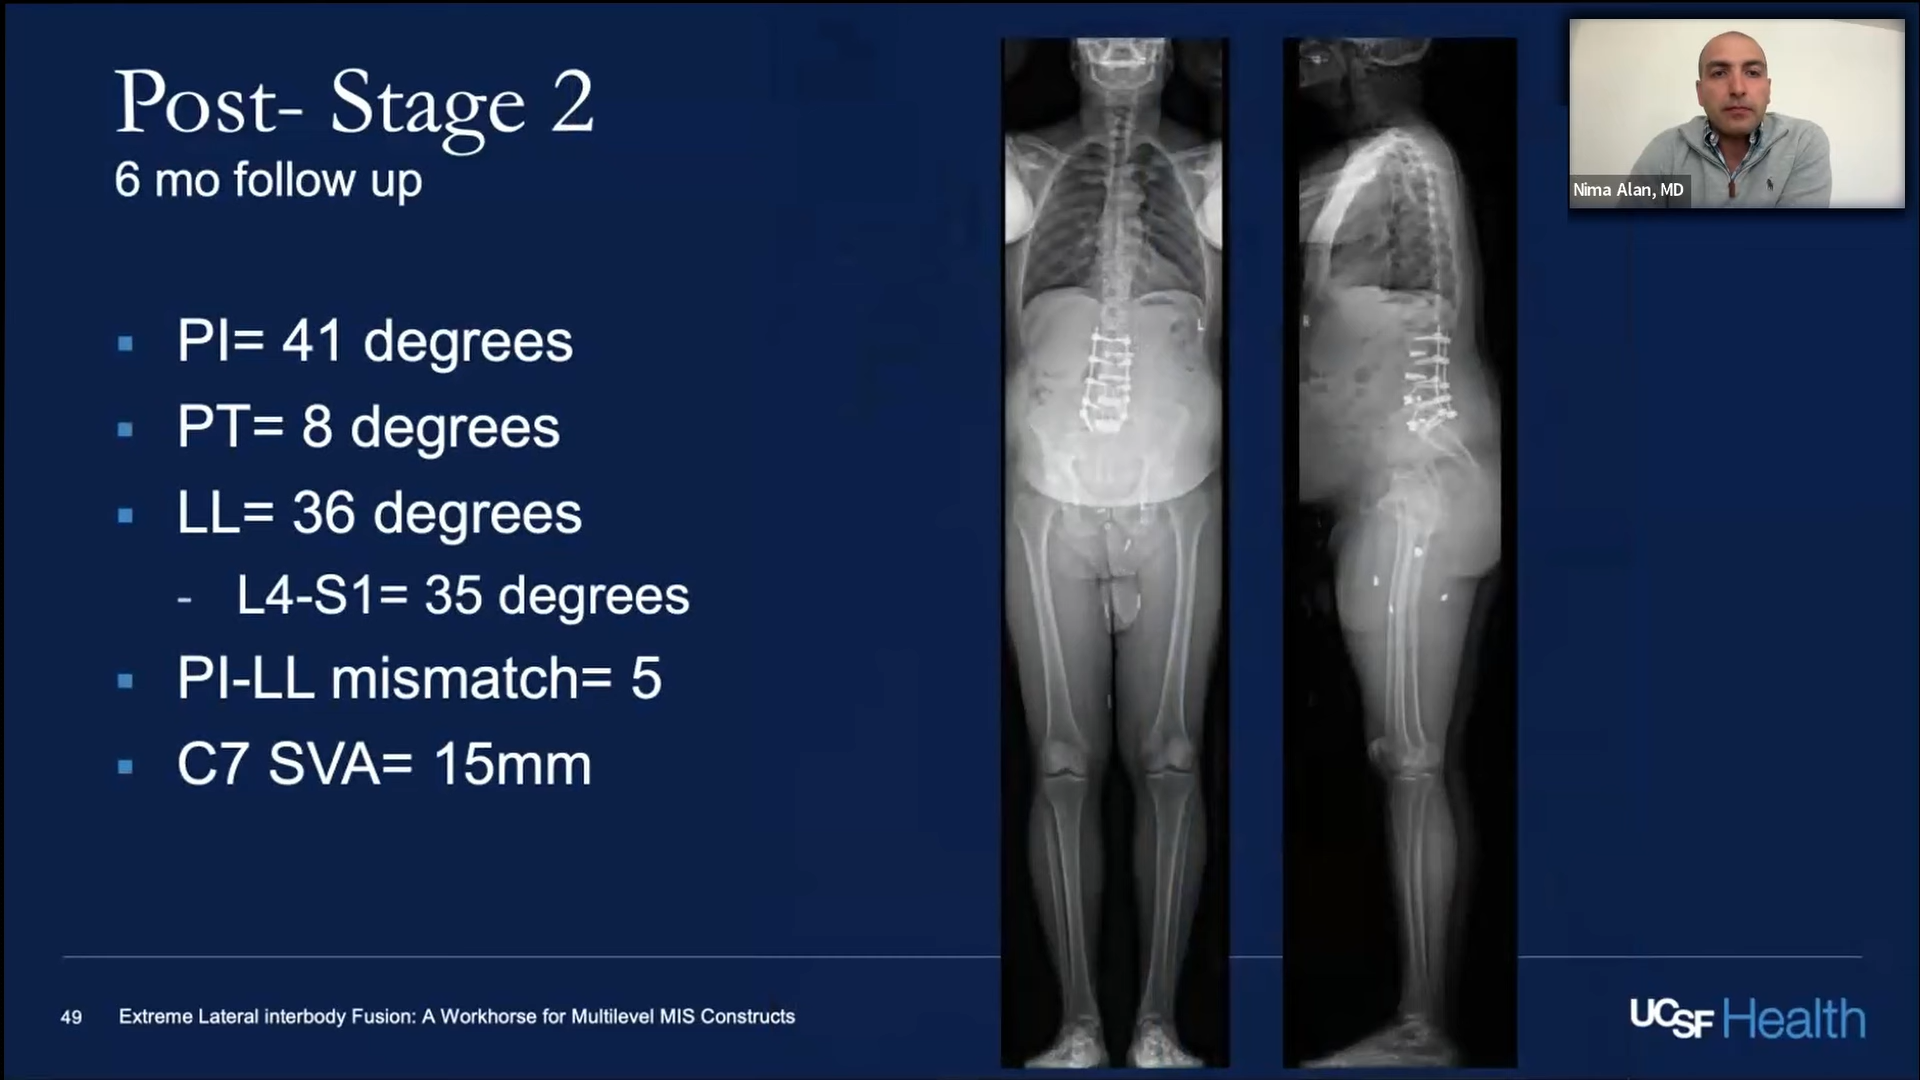 Post- Stage 2
6 mo follow up
PI= 41 degrees
PT= 8 degrees
LL= 36 degrees
- L4-S1= 35 degrees
PI-LL mismatch= 5
C7 SVA= 15mm
Nima Alan, MD
L
49 Extreme Lateral interbody Fusion: A Workhorse for Multilevel MIS Constructs
UCSF Health